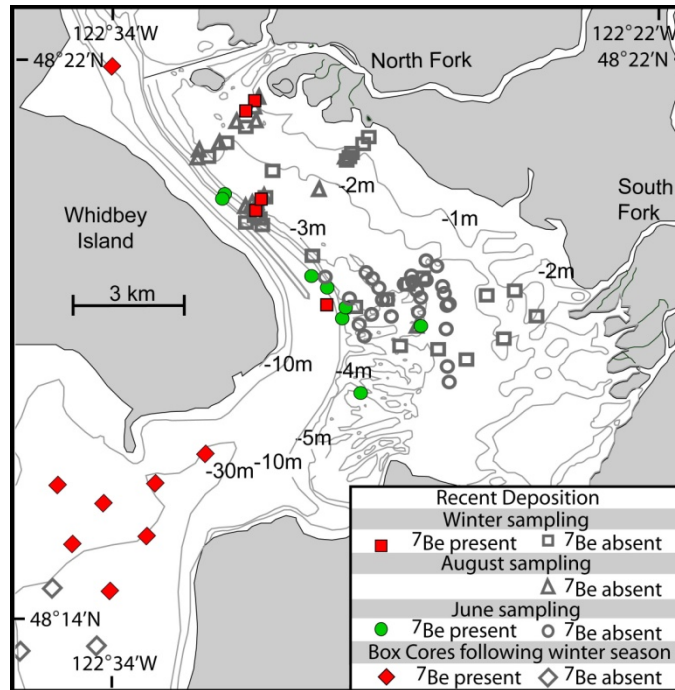 122°34′W
122°22′W
48°22′N
48°22′N
North Fork
South
Fork
Whidbey
Island
3 km
-2m
-1m
-3m
-2m
-10m
-4m
-5m
-10m
-30m
Recent Deposition
Winter sampling
⁷Be present ⁷Be absent
August sampling
⁷Be absent
June sampling
⁷Be present ⁷Be absent
Box Cores following winter season
⁷Be present ⁷Be absent
48°14′N
122°34′W